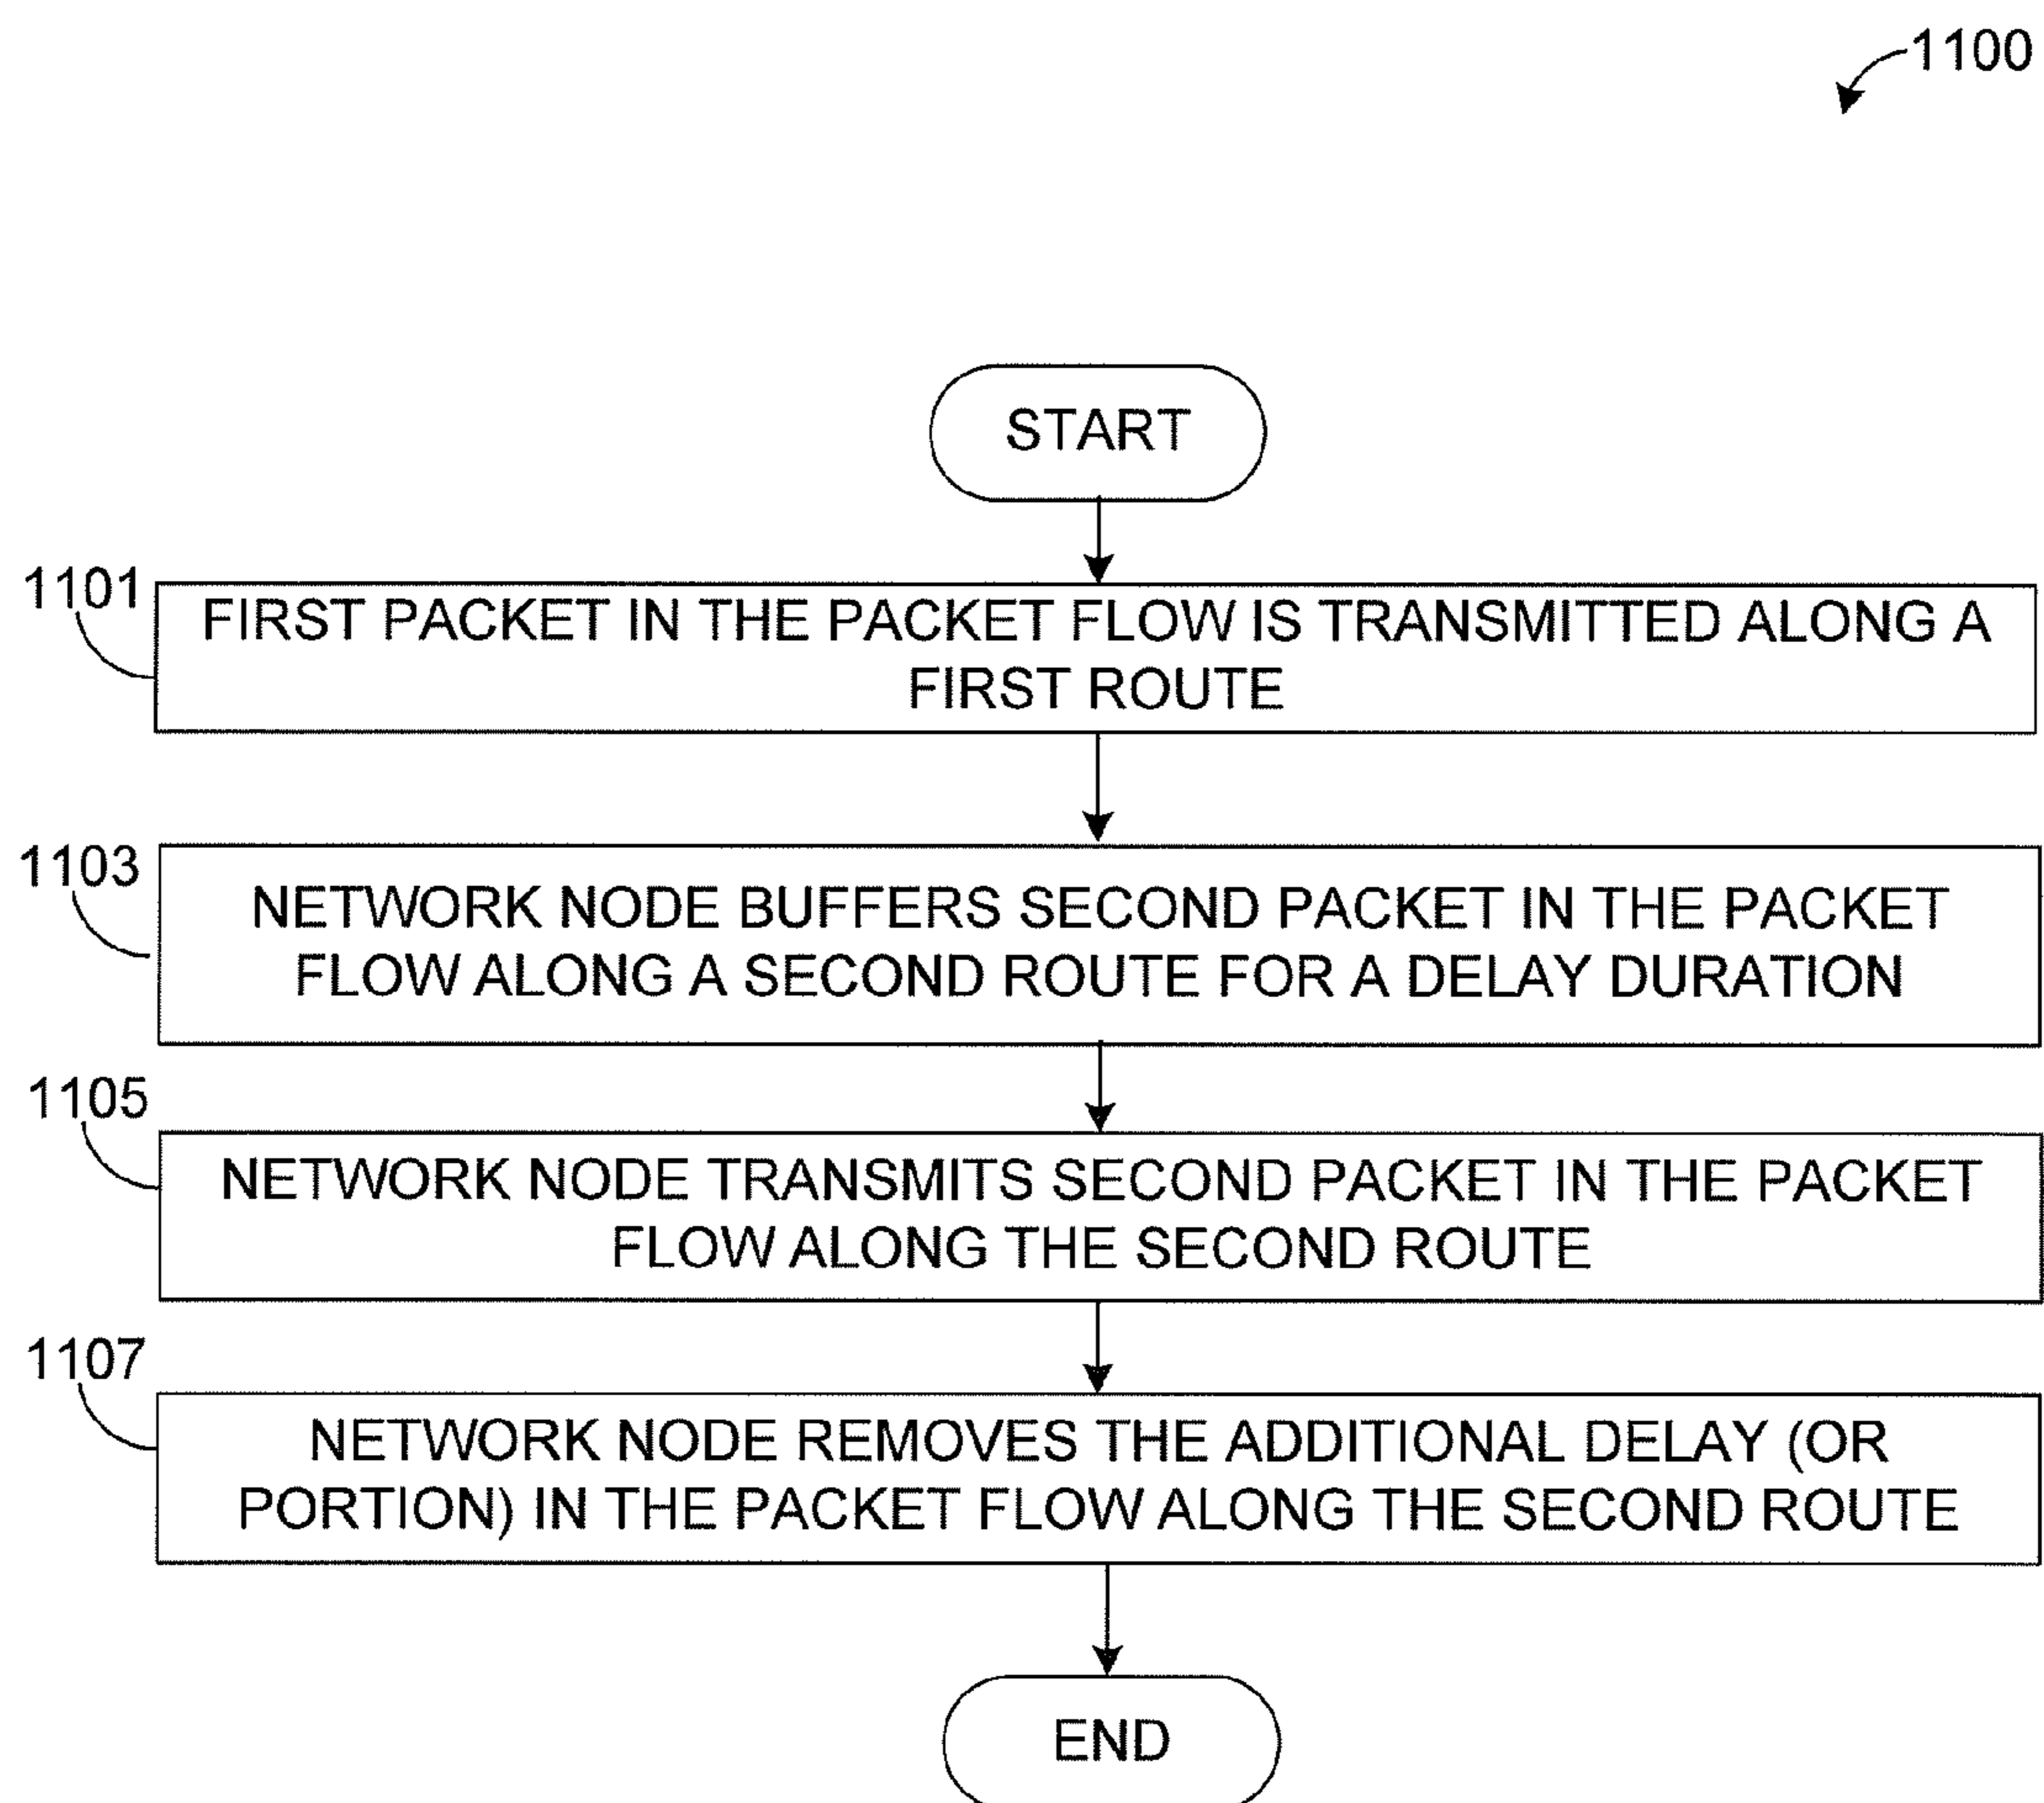 1100
START
1101
FIRST PACKET IN THE PACKET FLOW IS TRANSMITTED ALONG A
FIRST ROUTE
1103
NETWORK NODE BUFFERS SECOND PACKET IN THE PACKET
FLOW ALONG A SECOND ROUTE FOR A DELAY DURATION
1105
NETWORK NODE TRANSMITS SECOND PACKET IN THE PACKET
FLOW ALONG THE SECOND ROUTE
1107
NETWORK NODE REMOVES THE ADDITIONAL DELAY (OR
PORTION) IN THE PACKET FLOW ALONG THE SECOND ROUTE
END